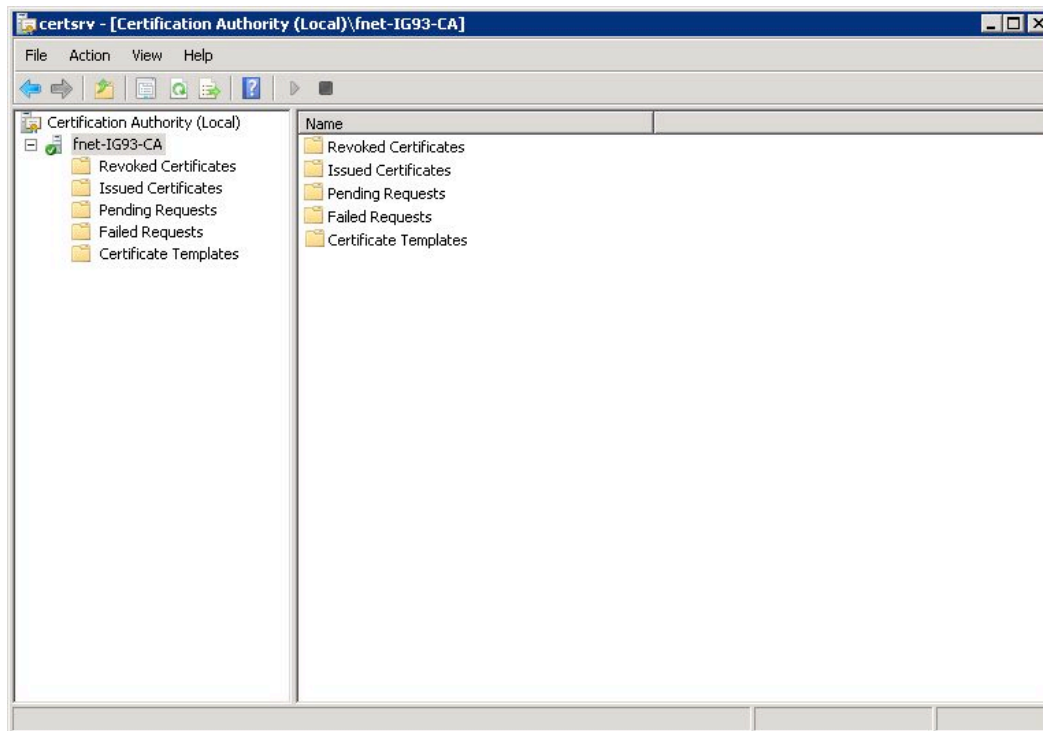 certsrv - [Certification Authority (Local)\fnet-IG93-CA]
File Action View Help
Certification Authority (Local)
fnet-IG93-CA
Revoked Certificates
Issued Certificates
Pending Requests
Failed Requests
Certificate Templates
Name
Revoked Certificates
Issued Certificates
Pending Requests
Failed Requests
Certificate Templates